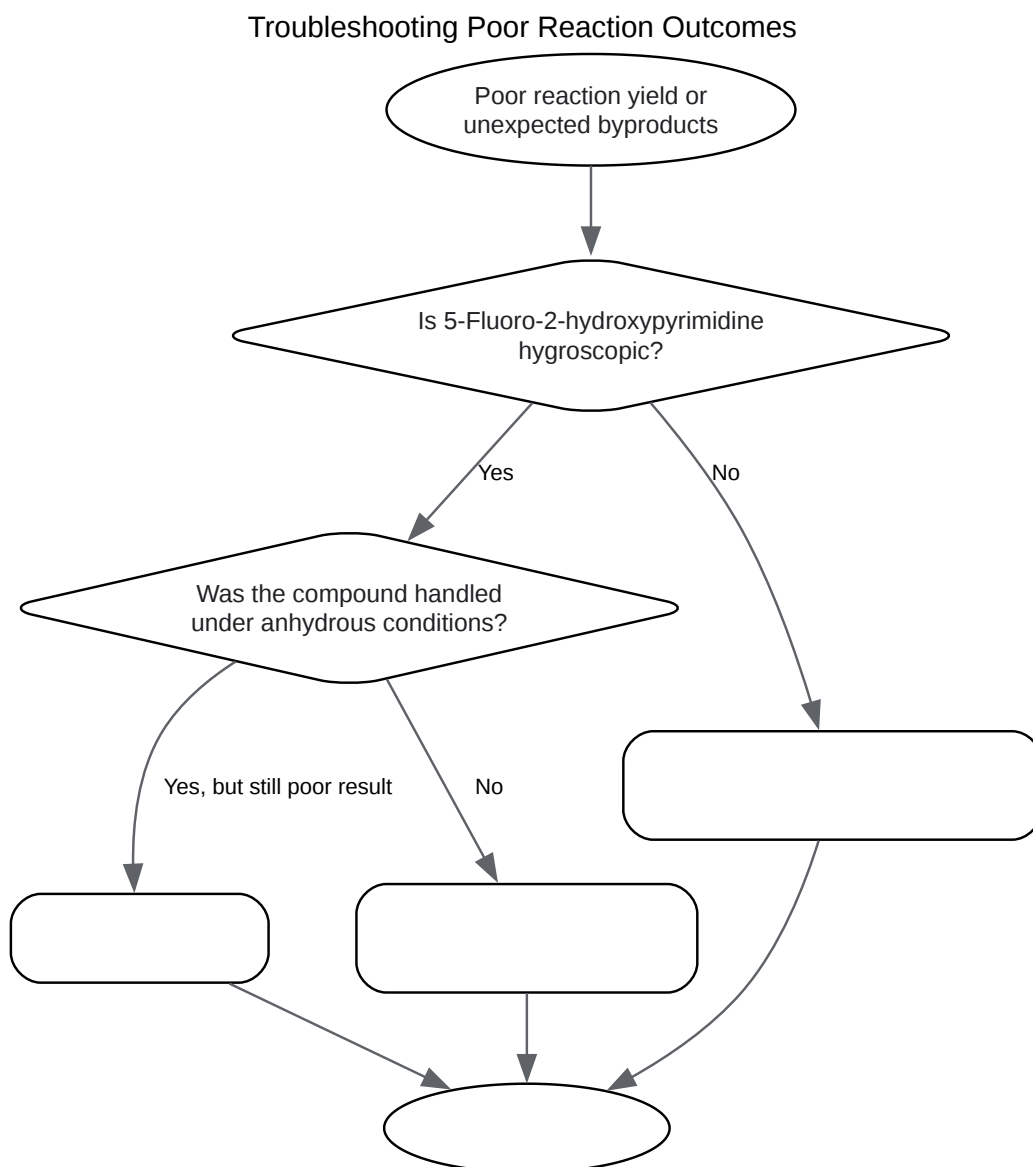 Troubleshooting Poor Reaction Outcomes
Poor reaction yield or
unexpected byproducts
Is 5-Fluoro-2-hydroxypyrimidine
hygroscopic?
Yes
No
Was the compound handled
under anhydrous conditions?
Yes, but still poor result
No